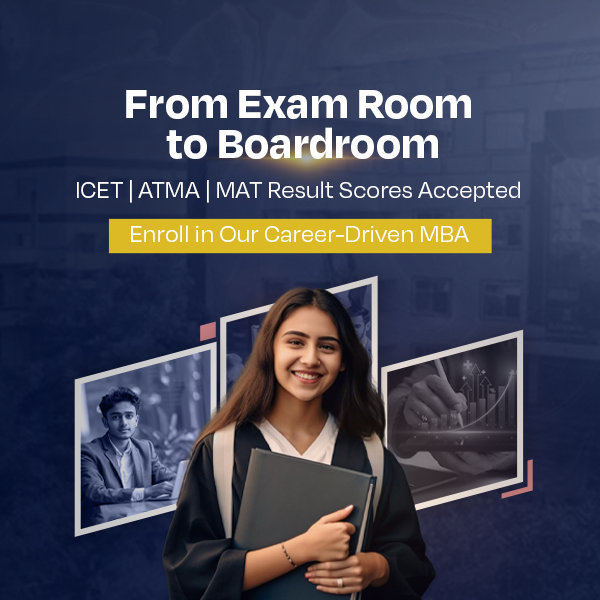 From Exam Room
to Boardroom
ICET | ATMA | MAT Result Scores Accepted
Enroll in Our Career-Driven MBA